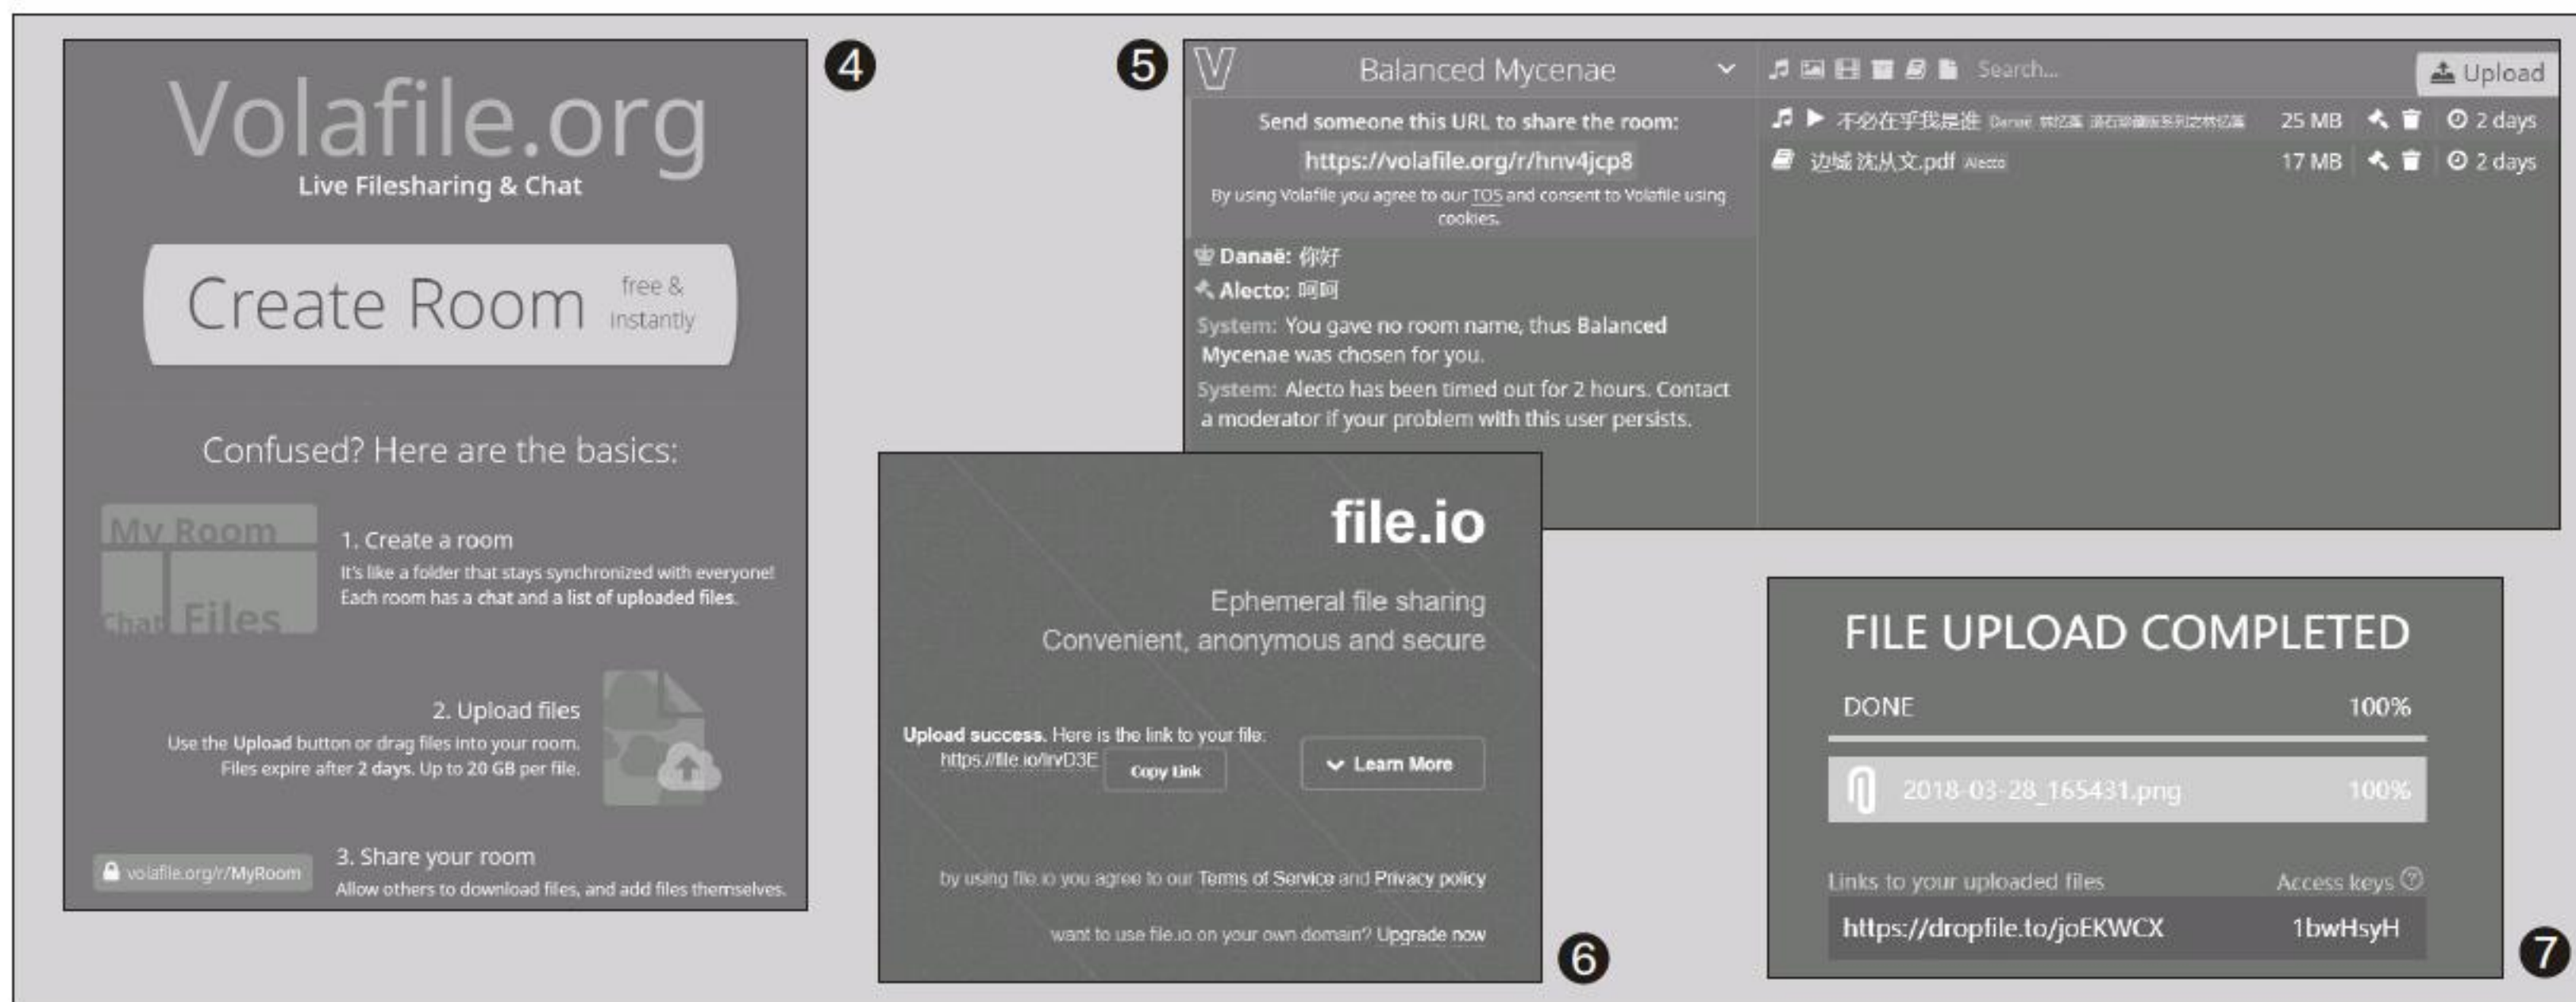 4
Volafile.org
Live Filesharing & Chat
Create Room
free &
instantly
Confused? Here are the basics:
My Room
Chat
Files
1. Create a room
It's like a folder that stays synchronized with everyone!
Each room has a chat and a list of uploaded files.
2. Upload files
Use the Upload button or drag files into your room.
Files expire after 2 days. Up to 20 GB per file.
volafile.org/r/MyRoom
3. Share your room
Allow others to download files, and add files themselves.
5
V
Balanced Mycenae
Send someone this URL to share the room:
https://volafile.org/r/hnv4jcp8
By using Volafile you agree to our TOS and consent to Volafile using
cookies.
Danaë: 你好
Alecto: 呵呵
System: You gave no room name, thus Balanced
Mycenae was chosen for you.
System: Alecto has been timed out for 2 hours. Contact
a moderator if your problem with this user persists.
Search...
Upload
不必在乎我是谁 Danaë 林忆莲 25 MB 2 days
边城 沈从文.pdf Alecto 17 MB 2 days
file.io
Ephemeral file sharing
Convenient, anonymous and secure
Upload success. Here is the link to your file:
Copy Link
Learn More
by using file.io you agree to our Terms of Service and Privacy policy
want to use file.io on your own domain? Upgrade now
6
FILE UPLOAD COMPLETED
DONE 100%
2018-03-28_165431.png 100%
Links to your uploaded files Access keys ?
https://dropfile.to/joEKWCX 1bwHsyH
7